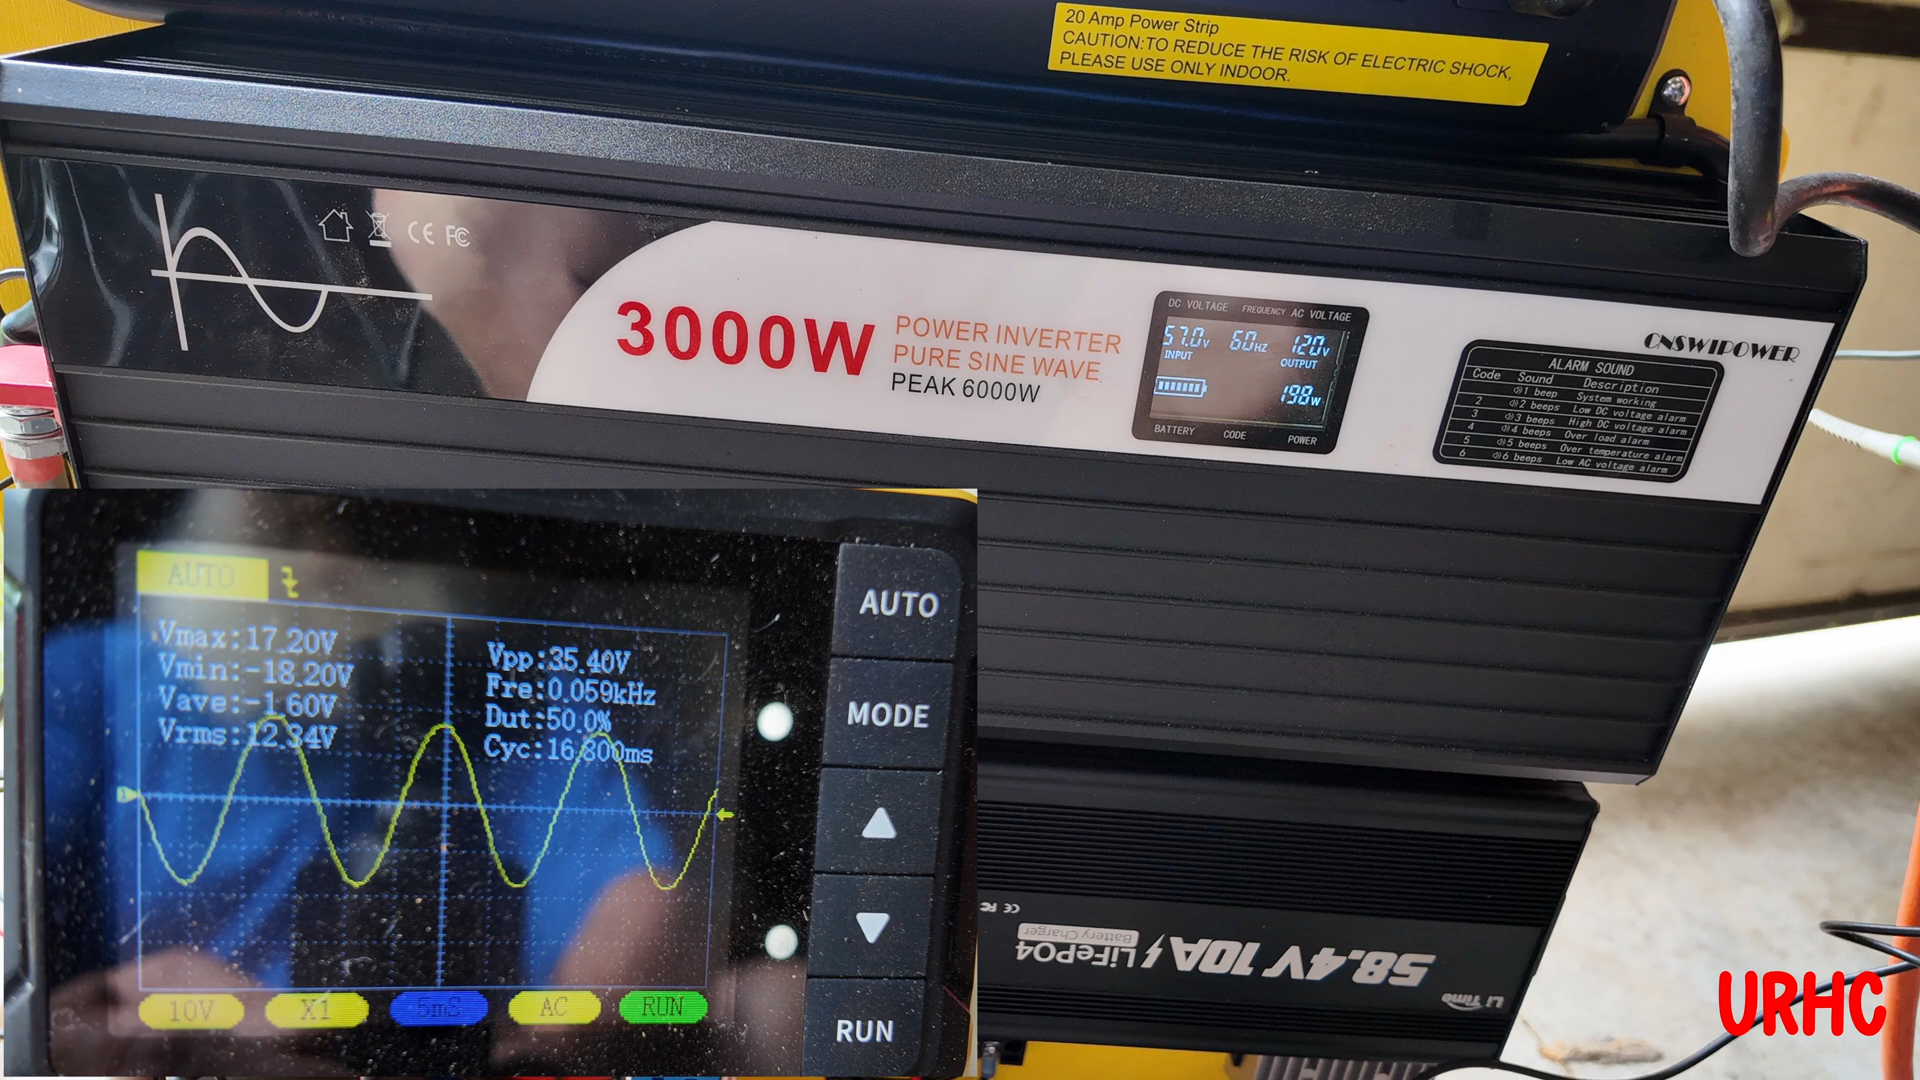 20 Amp Power Strip
CAUTION:TO REDUCE THE RISK OF ELECTRIC SHOCK,
PLEASE USE ONLY INDOOR.
CE FC
3000W
POWER INVERTER
PURE SINE WAVE
PEAK 6000W
DC VOLTAGE FREQUENCY AC VOLTAGE
57.0V 60HZ 120V
INPUT OUTPUT
198W
BATTERY CODE POWER
CNSWIPOWER
ALARM SOUND
Code Sound Description
1 beep System working
2 2 beeps Low DC voltage alarm
3 3 beeps High DC voltage alarm
4 4 beeps Over load alarm
5 5 beeps Over temperature alarm
6 6 beeps Low AC voltage alarm
AUTO
Vmax:17.20V
Vmin:-18.20V
Vave:-1.60V
Vrms:12.34V
Vpp:35.40V
Fre:0.059kHz
Dut:50.0%
Cyc:16.800ms
1
10V X1 5mS AC RUN
AUTO
MODE
RUN
CE FC
58.4V 10A LiFePO4
Battery Charger
LI Time
URHC